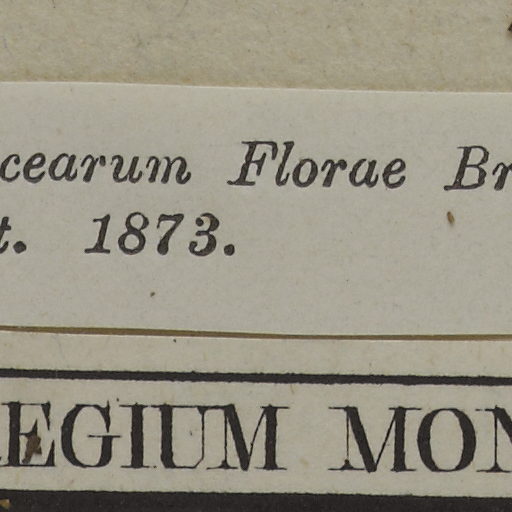 cearum Florae Br
t. 1873.
EGIUM MON